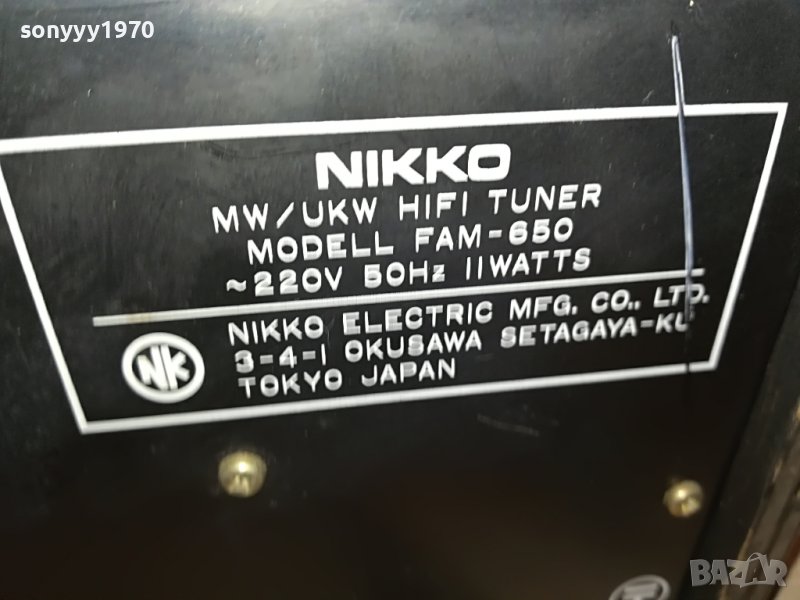 sonyyy1970
NIKKO
MW/UKW HIFI TUNER
MODELL FAM-650
~220V 50Hz 11WATTS
NIKKO ELECTRIC MFG. CO., LTD.
3-4-1 OKUSAWA SETAGAYA-KU
TOKYO JAPAN
NK
BAZAR